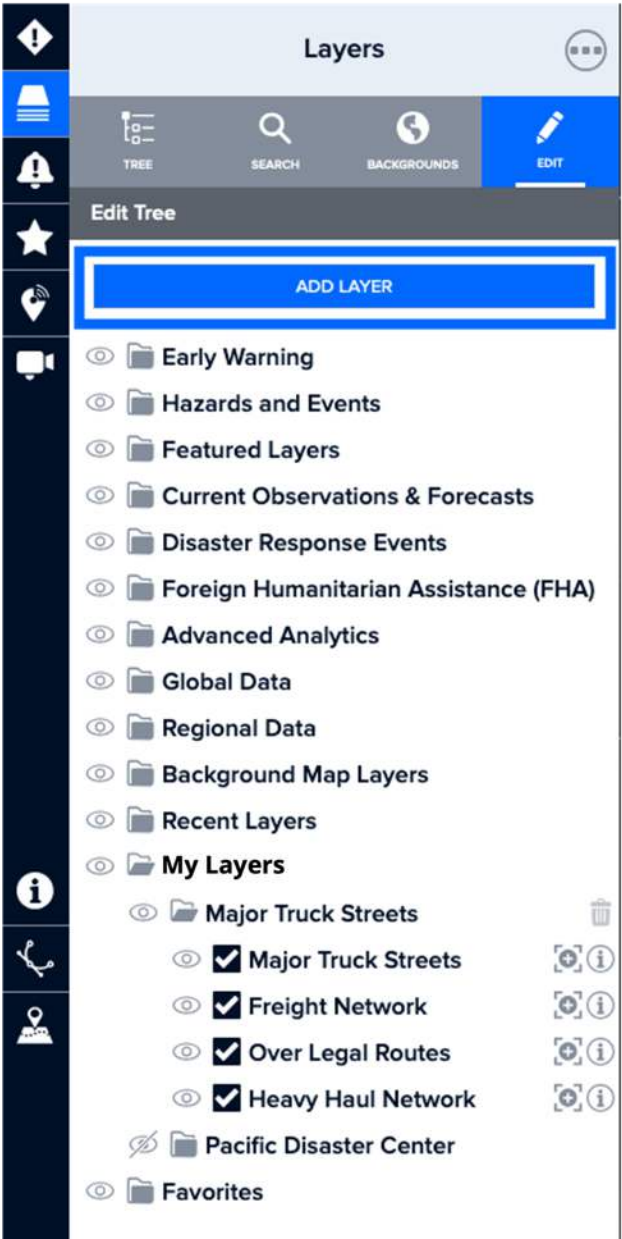 Layers
TREE SEARCH BACKGROUNDS EDIT
Edit Tree
ADD LAYER
Early Warning
Hazards and Events
Featured Layers
Current Observations & Forecasts
Disaster Response Events
Foreign Humanitarian Assistance (FHA)
Advanced Analytics
Global Data
Regional Data
Background Map Layers
Recent Layers
My Layers
Major Truck Streets
Major Truck Streets
Freight Network
Over Legal Routes
Heavy Haul Network
Pacific Disaster Center
Favorites